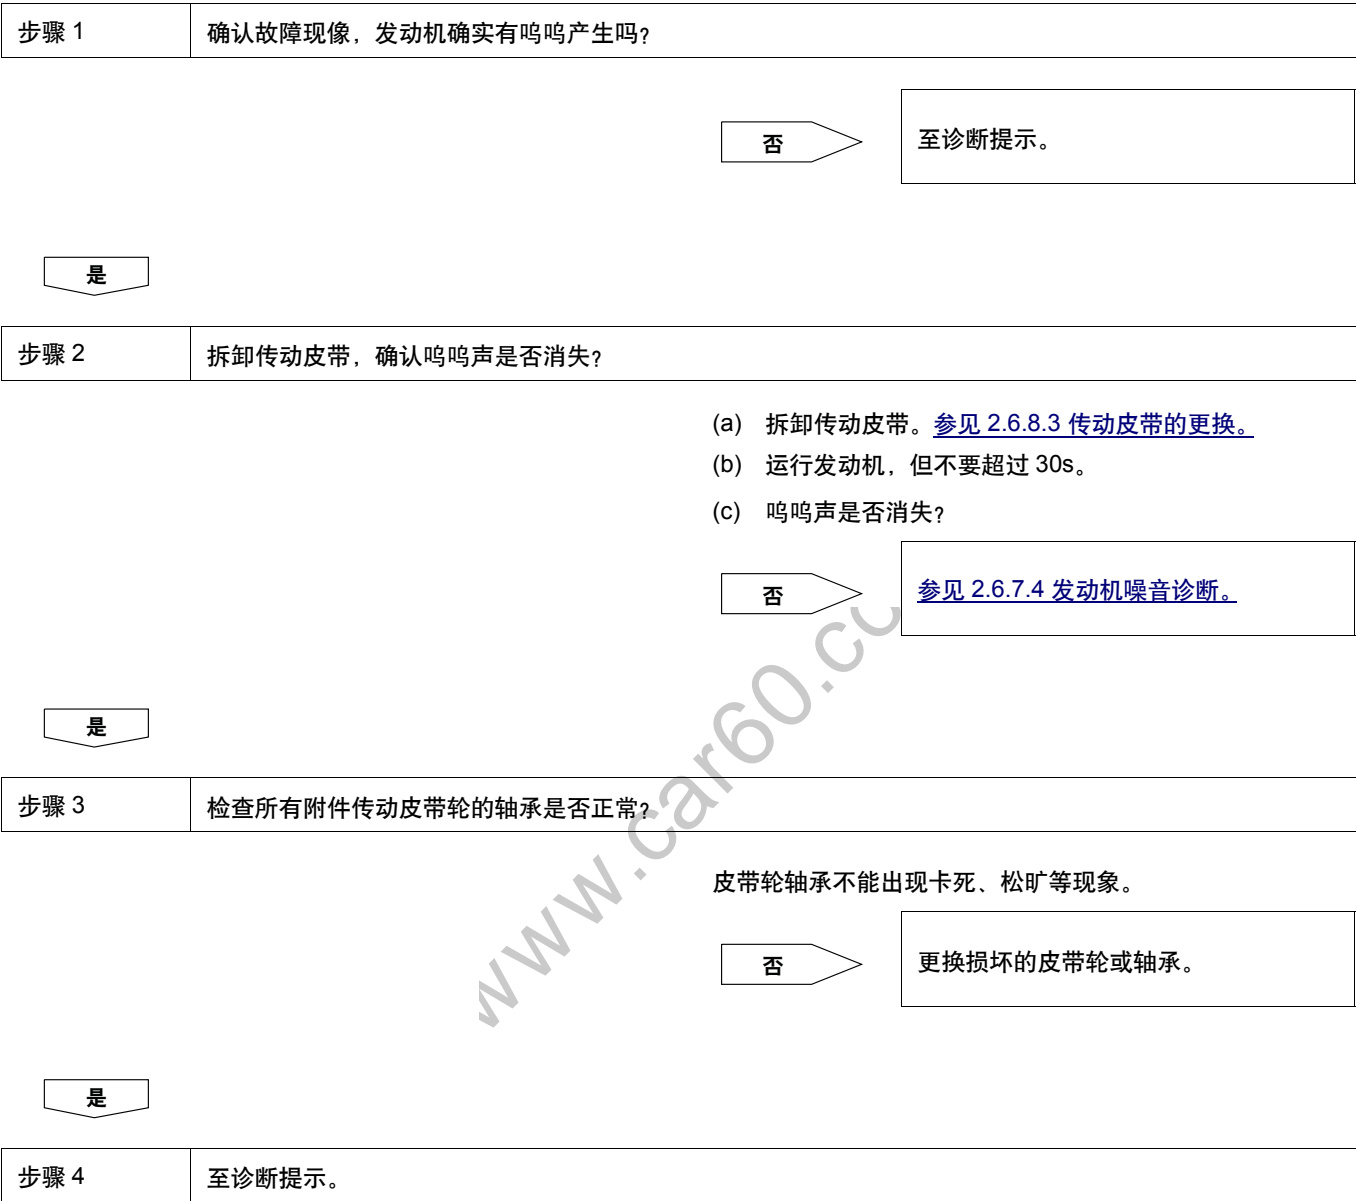 步骤 1
确认故障现像，发动机确实有呜呜产生吗？
否
至诊断提示。
是
步骤 2
拆卸传动皮带，确认呜呜声是否消失？
(a) 拆卸传动皮带。参见 2.6.8.3 传动皮带的更换。
(b) 运行发动机，但不要超过 30s。
(c) 呜呜声是否消失？
否
参见 2.6.7.4 发动机噪音诊断。
是
步骤 3
检查所有附件传动皮带轮的轴承是否正常？
皮带轮轴承不能出现卡死、松旷等现象。
否
更换损坏的皮带轮或轴承。
是
步骤 4
至诊断提示。
www.car60.co